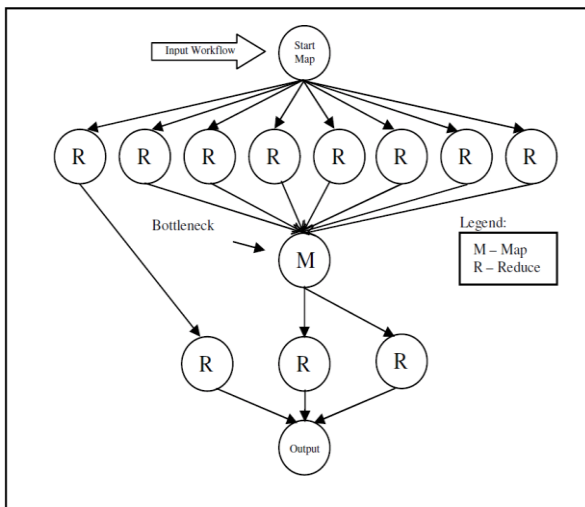 Input Workflow
Start
Map
R R R R R R R R
Bottleneck
M
Legend:
M – Map
R – Reduce
R R R
Output